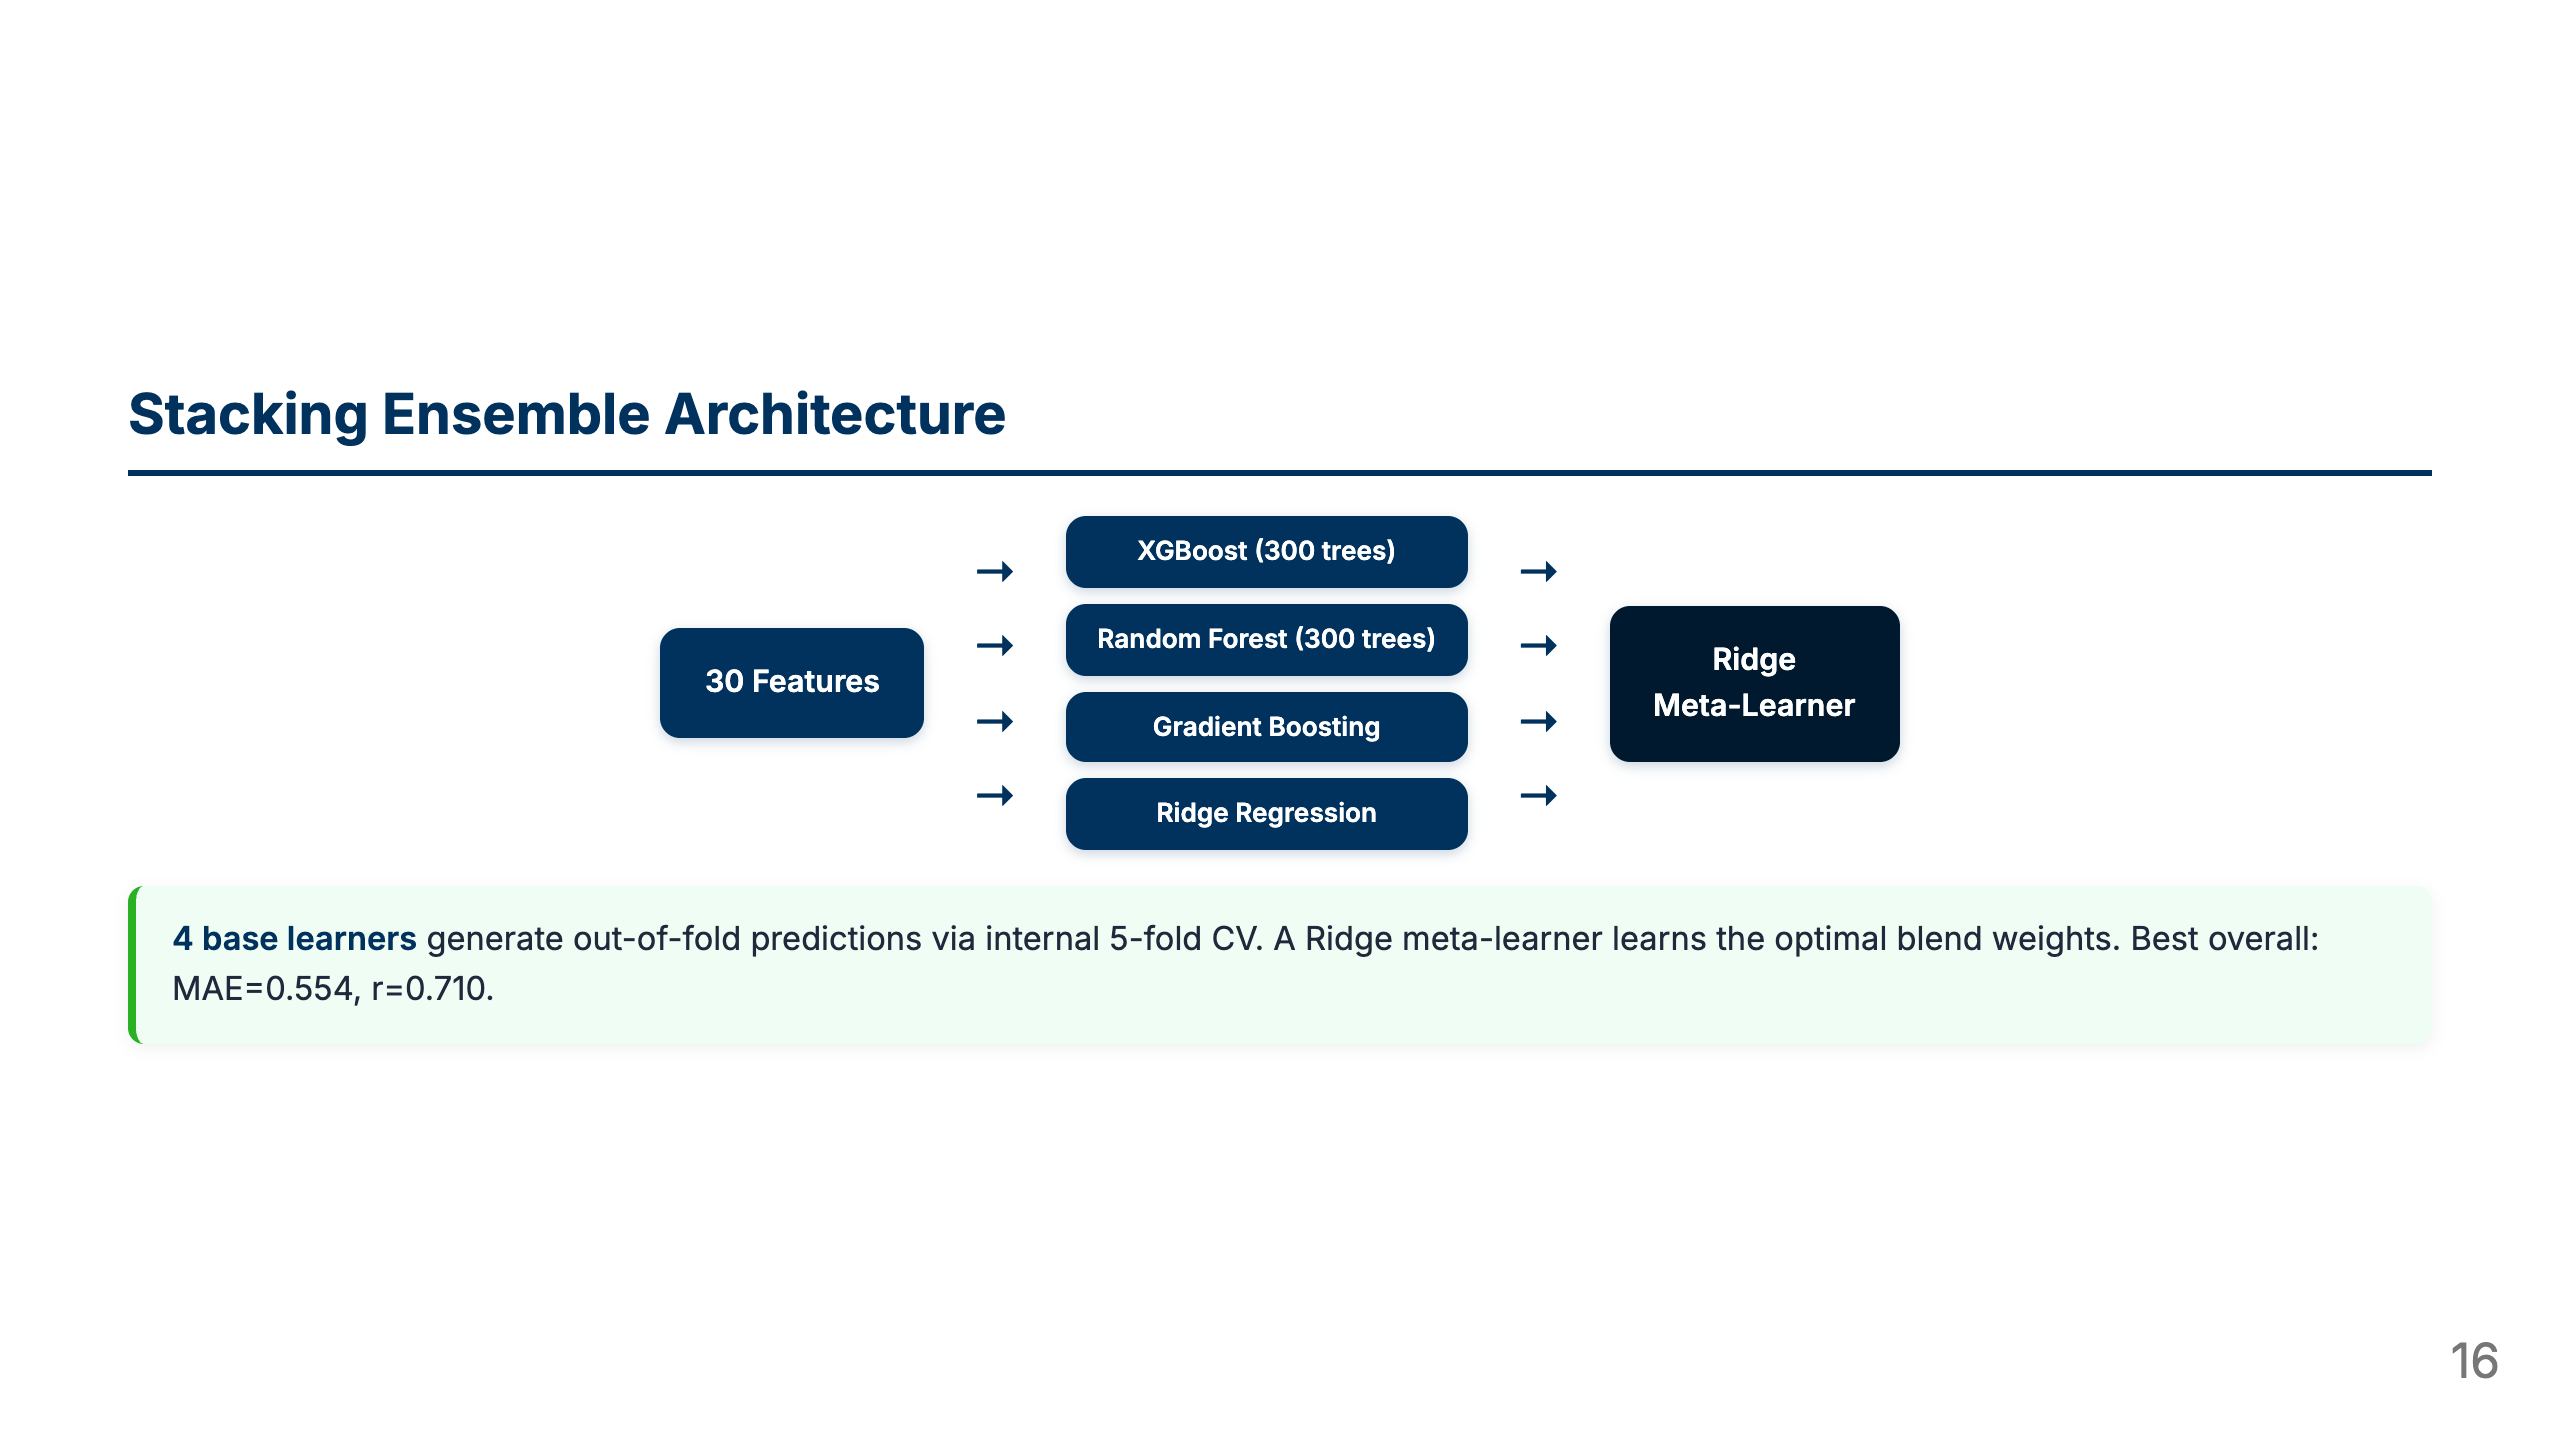 Stacking Ensemble Architecture
30 Features
→
→
→
→
XGBoost (300 trees)
Random Forest (300 trees)
Gradient Boosting
Ridge Regression
→
→
→
→
Ridge
Meta-Learner
4 base learners generate out-of-fold predictions via internal 5-fold CV. A Ridge meta-learner learns the optimal blend weights. Best overall:
MAE=0.554, r=0.710.
16